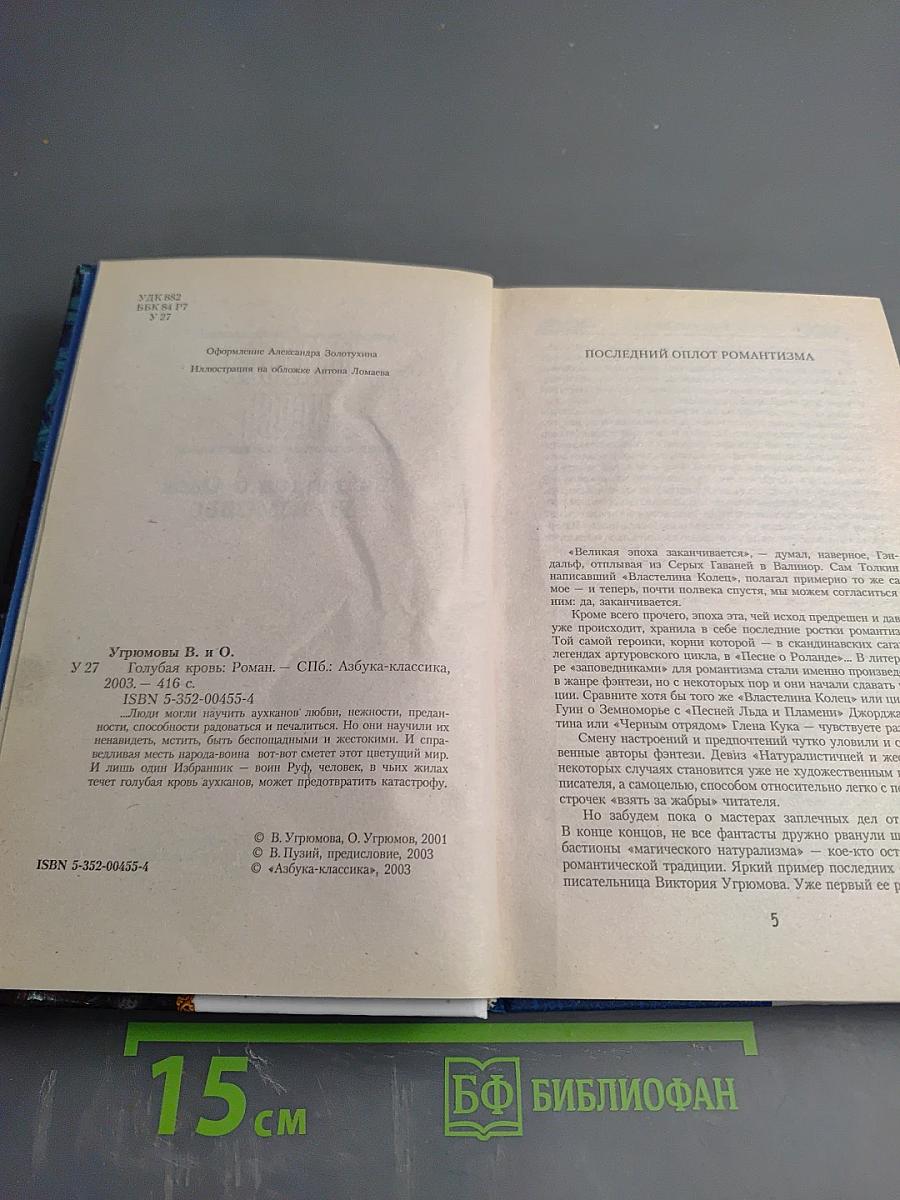 УДК 882
ББК 84 Р7
У 27
Оформление Александра Золотухина
Иллюстрация на обложке Антона Ломаева
Угрюмовы В. и О.
У 27 Голубая кровь: Роман. — СПб.: Азбука-классика,
2003. — 416 с.
ISBN 5-352-00455-4
...Люди могли научить аухканов любви, нежности, предан-
ности, способности радоваться и печалиться. Но они научили их
ненавидеть, мстить, быть беспощадными и жестокими. И спра-
ведливая месть народа-воина вот-вот сметет этот цветущий мир.
И лишь один Избранник — воин Руф, человек, в чьих жилах
течет голубая кровь аухканов, может предотвратить катастрофу.
© В. Угрюмова, О. Угрюмов, 2001
© В. Пузий, предисловие, 2003
ISBN 5-352-00455-4 © «Азбука-классика», 2003
ПОСЛЕДНИЙ ОПЛОТ РОМАНТИЗМА
«Великая эпоха заканчивается», — думал, наверное, Гэн-
дальф, отплывая из Серых Гаваней в Валинор. Сам Толкин
написавший «Властелина Колец», полагал примерно то же са
мое — и теперь, почти полвека спустя, мы можем согласиться
ним: да, заканчивается.
Кроме всего прочего, эпоха эта, чей исход предрешен и дав
уже происходит, хранила в себе последние ростки романтиз
Той самой героики, корни которой — в скандинавских сага
легендах артуровского цикла, в «Песне о Роланде»... В литер
ре «заповедниками» для романтизма стали именно произвед
в жанре фэнтези, но с некоторых пор и они начали сдавать
ции. Сравните хотя бы того же «Властелина Колец» или ци
Гуин о Земноморье с «Песней Льда и Пламени» Джорджа
тина или «Черным отрядом» Глена Кука — чувствуете раз
Смену настроений и предпочтений чутко уловили и с
венные авторы фэнтези. Девиз «Натуралистичней и жес
некоторых случаях становится уже не художественным
писателя, а самоцелью, способом относительно легко с пе
строчек «взять за жабры» читателя.
Но забудем пока о мастерах заплечных дел от
В конце концов, не все фантасты дружно рванули ш
бастионы «магического натурализма» — кое-кто ост
романтической традиции. Яркий пример последних
писательница Виктория Угрюмова. Уже первый ее р
5
15 см
БФ БИБЛИОФАН